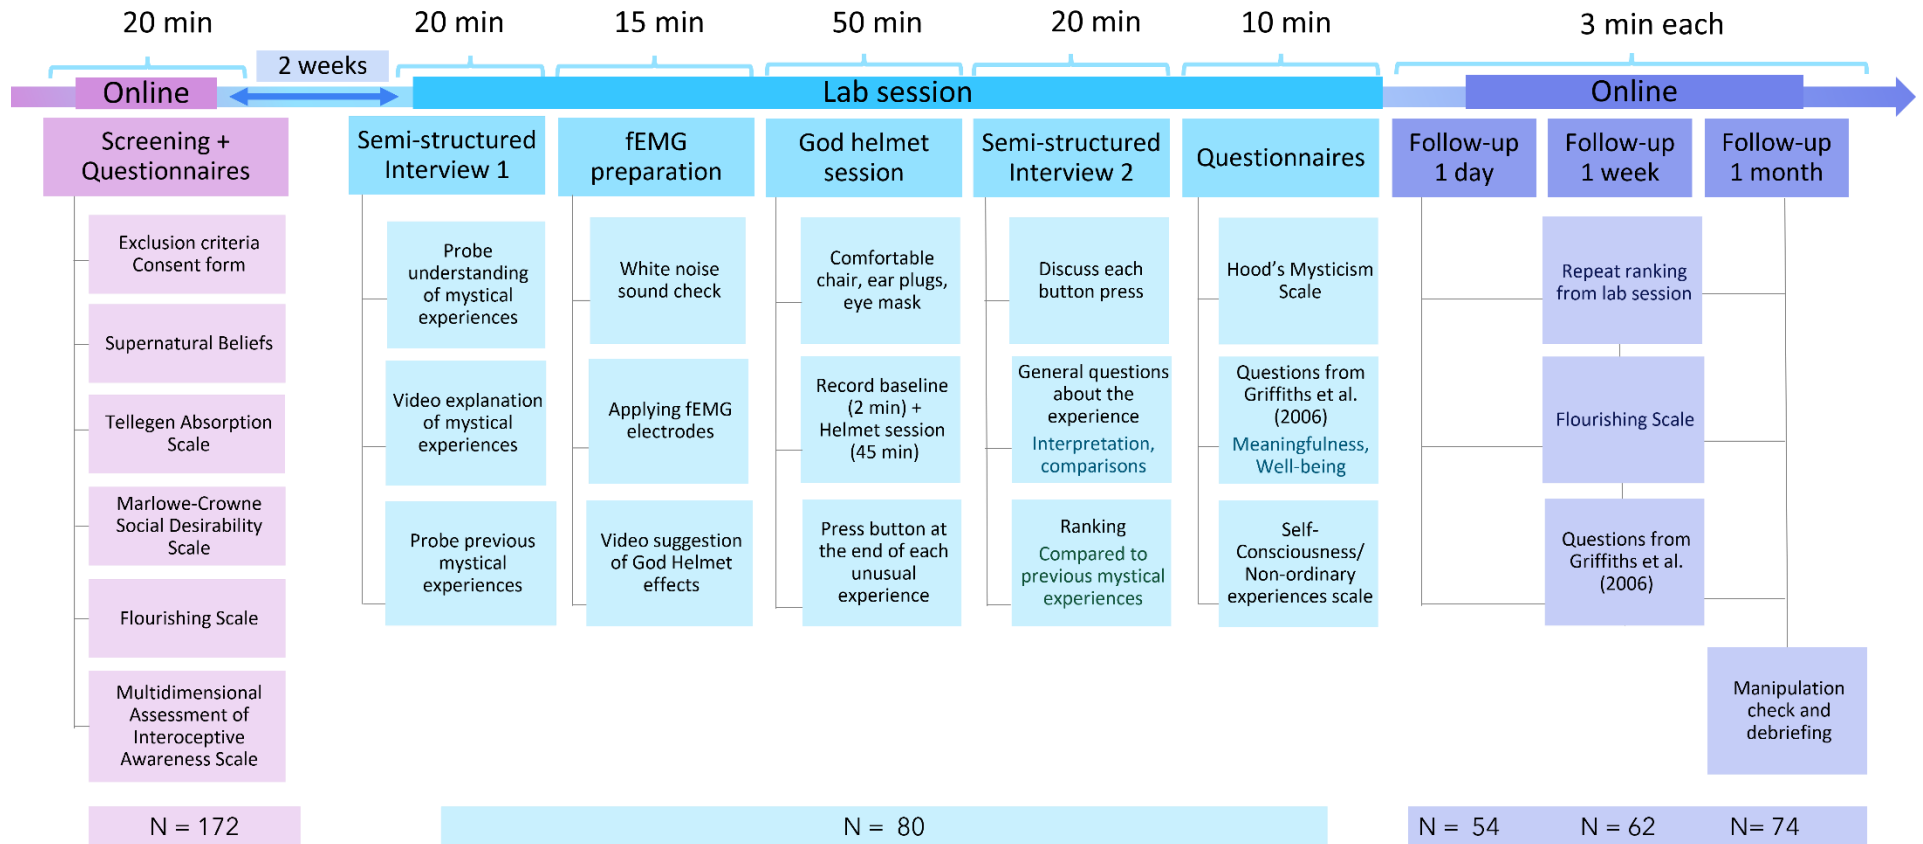 20 min
20 min
15 min
50 min
20 min
10 min
3 min each
2 weeks
Online
Lab session
Online
Screening +
Questionnaires
Exclusion criteria
Consent form
Supernatural Beliefs
Tellegen Absorption
Scale
Marlowe-Crowne
Social Desirability
Scale
Flourishing Scale
Multidimensional
Assessment of
Interoceptive
Awareness Scale
N = 172
Semi-structured
Interview 1
Probe
understanding
of mystical
experiences
Video explanation
of mystical
experiences
Probe previous
mystical
experiences
fEMG
preparation
White noise
sound check
Applying fEMG
electrodes
Video suggestion
of God Helmet
effects
God helmet
session
Comfortable
chair, ear plugs,
eye mask
Record baseline
(2 min) +
Helmet session
(45 min)
Press button at
the end of each
unusual
experience
Semi-structured
Interview 2
Discuss each
button press
General questions
about the
experience
Interpretation,
comparisons
Ranking
Compared to
previous mystical
experiences
Questionnaires
Hood's Mysticism
Scale
Questions from
Griffiths et al.
(2006)
Meaningfulness,
Well-being
Self-
Consciousness/
Non-ordinary
experiences scale
N = 80
Follow-up
1 day
Follow-up
1 week
Follow-up
1 month
Repeat ranking
from lab session
Flourishing Scale
Questions from
Griffiths et al.
(2006)
Manipulation
check and
debriefing
N = 54
N = 62
N= 74